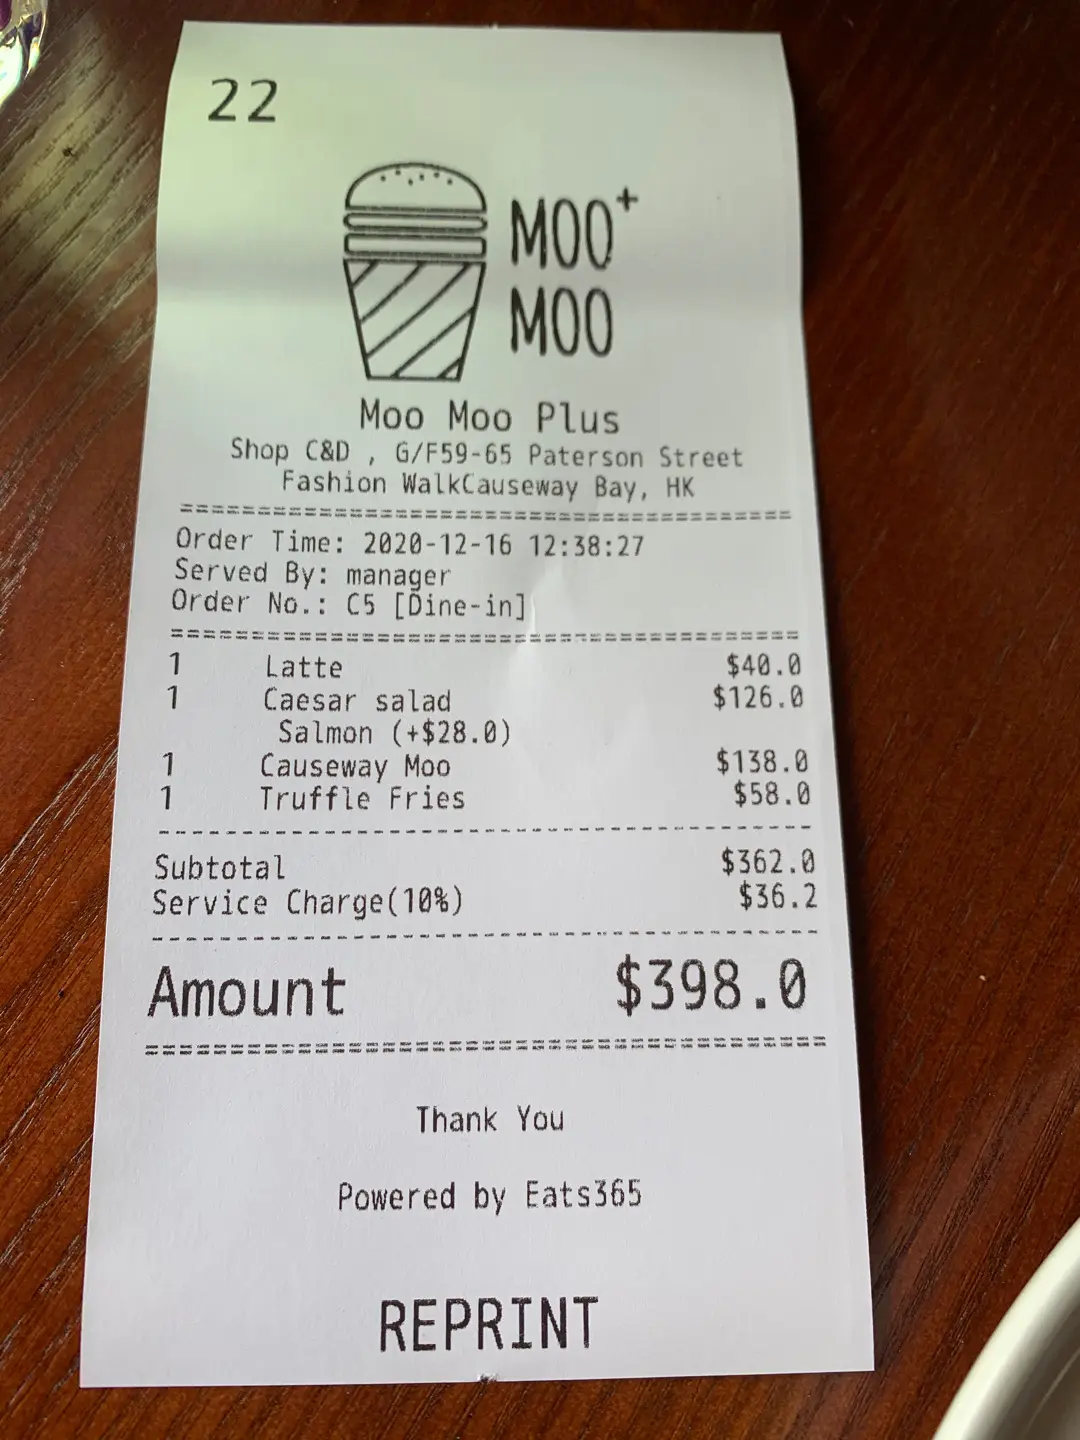 22
MOO+
MOO
Moo Moo Plus
Shop C&D , G/F59-65 Paterson Street
Fashion WalkCauseway Bay, HK
Order Time: 2020-12-16 12:38:27
Served By: manager
Order No.: C5 [Dine-in]
1 Latte $40.0
1 Caesar salad $126.0
Salmon (+$28.0)
1 Causeway Moo $138.0
1 Truffle Fries $58.0
Subtotal $362.0
Service Charge(10%) $36.2
Amount $398.0
Thank You
Powered by Eats365
REPRINT